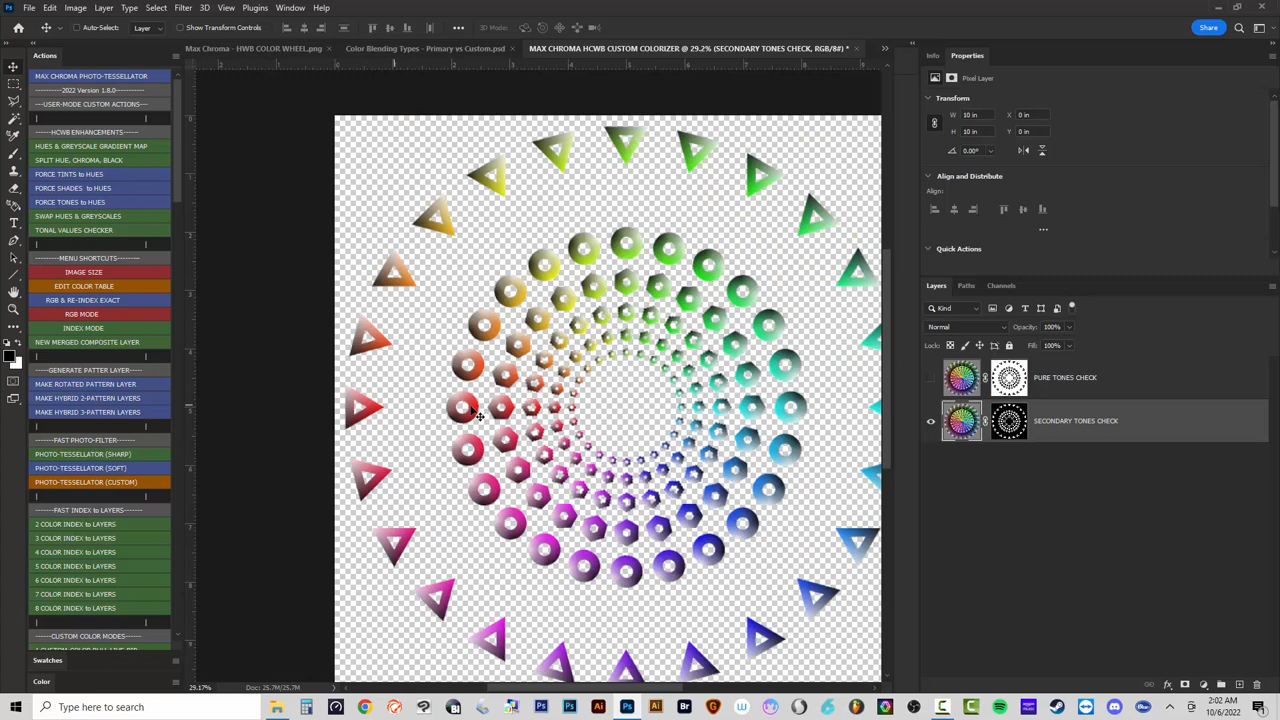 Ps File Edit Image Layer Type Select Filter 3D View Plugins Window Help
Auto-Select: Layer Show Transform Controls 3D Mode: Share
Max Chroma - HWB COLOR WHEEL.png × Color Blending Types - Primary vs Custom.psd × MAX CHROMA HCWB CUSTOM COLORIZER @ 29.2% (SECONDARY TONES CHECK, RGB/8#) * ×
Actions
MAX CHROMA PHOTO-TESSELLATOR
----------2022 Version 1.8.0----------
---USER-MODE CUSTOM ACTIONS---
| |
------HCWB ENHANCEMENTS------
HUES & GREYSCALE GRADIENT MAP
SPLIT HUE, CHROMA, BLACK
FORCE TINTS to HUES
FORCE SHADES to HUES
FORCE TONES to HUES
SWAP HUES & GREYSCALES
TONAL VALUES CHECKER
| |
------MENU SHORTCUTS------
IMAGE SIZE
EDIT COLOR TABLE
RGB & RE-INDEX EXACT
RGB MODE
INDEX MODE
NEW MERGED COMPOSITE LAYER
| |
------GENERATE PATTER LAYER------
MAKE ROTATED PATTERN LAYER
MAKE HYBRID 2-PATTERN LAYERS
MAKE HYBRID 3-PATTERN LAYERS
| |
------FAST PHOTO-FILTER------
PHOTO-TESSELLATOR (SHARP)
PHOTO-TESSELLATOR (SOFT)
PHOTO-TESSELLATOR (CUSTOM)
| |
------FAST INDEX to LAYERS------
2 COLOR INDEX to LAYERS
3 COLOR INDEX to LAYERS
4 COLOR INDEX to LAYERS
5 COLOR INDEX to LAYERS
6 COLOR INDEX to LAYERS
7 COLOR INDEX to LAYERS
8 COLOR INDEX to LAYERS
| |
------CUSTOM COLOR MODES------
Swatches
Color
29.17% Doc: 25.7M/25.7M
Info Properties
Pixel Layer
Transform
W 10 in X 0 in
H 10 in Y 0 in
0.00°
Align and Distribute
Align:
Quick Actions
Layers Paths Channels
Kind
Normal Opacity: 100%
Lock: Fill: 100%
PURE TONES CHECK
SECONDARY TONES CHECK
Type here to search
2:02 AM
10/6/2022